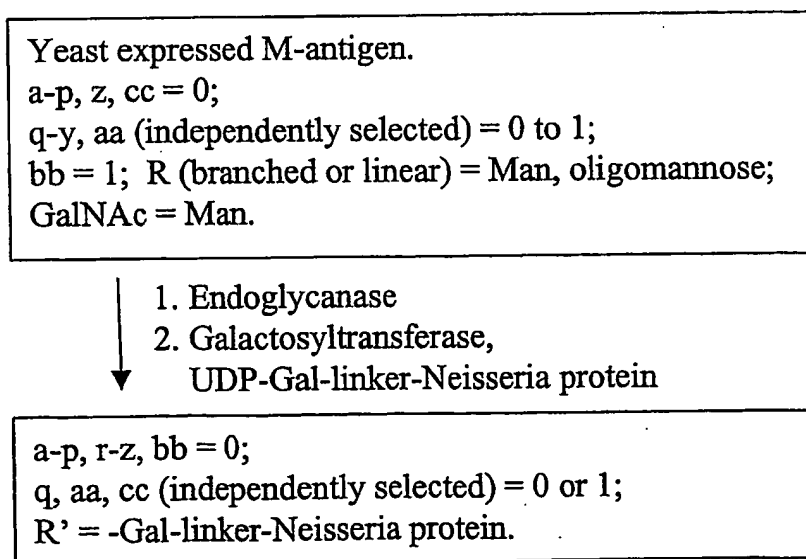 Yeast expressed M-antigen.
a-p, z, cc = 0;
q-y, aa (independently selected) = 0 to 1;
bb = 1; R (branched or linear) = Man, oligomannose;
GalNAc = Man.
1. Endoglycanase
2. Galactosyltransferase,
UDP-Gal-linker-Neisseria protein
a-p, r-z, bb = 0;
q, aa, cc (independently selected) = 0 or 1;
R' = -Gal-linker-Neisseria protein.